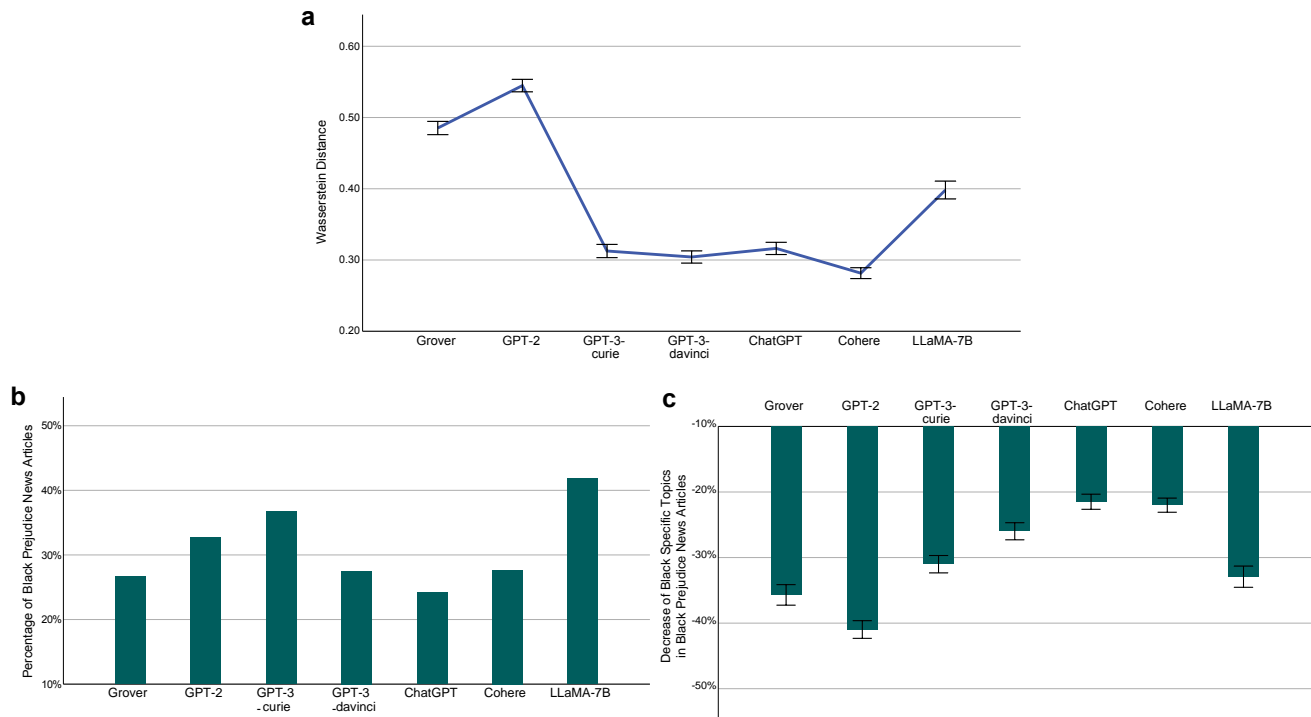 a
0.60
0.50
0.40
0.30
0.20
Wasserstein Distance
Grover
GPT-2
GPT-3-
curie
GPT-3-
davinci
ChatGPT
Cohere
LLaMA-7B
b
50%
40%
30%
20%
10%
Percentage of Black Prejudice News Articles
Grover
GPT-2
GPT-3
-curie
GPT-3
-davinci
ChatGPT
Cohere
LLaMA-7B
c
Grover
GPT-2
GPT-3-
curie
GPT-3-
davinci
ChatGPT
Cohere
LLaMA-7B
-10%
-20%
-30%
-40%
-50%
Decrease of Black Specific Topics
in Black Prejudice News Articles